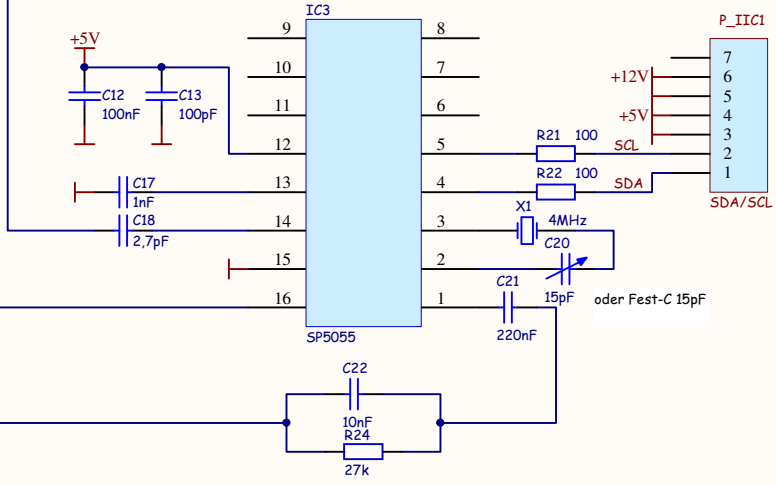 IC3
P_IIC1
+5V
9
8
7
10
7
+12V
6
C12
C13
5
100nF
100pF
11
6
+5V
4
3
12
5
R21
100
SCL
2
13
4
R22
100
SDA
1
C17
1nF
SDA/SCL
C18
2,7pF
14
3
X1
4MHz
C20
15
2
15pF
oder Fest-C 15pF
16
1
C21
220nF
SP5055
C22
10nF
R24
27k